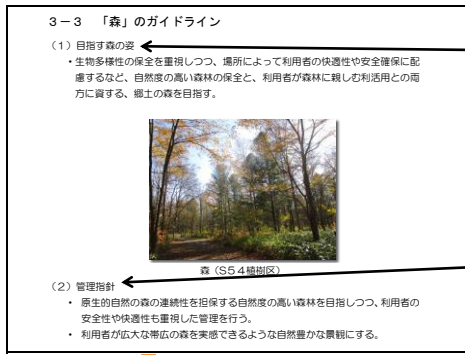 3-3 「森」のガイドライン
(1)目指す森の姿
・生物多様性の保全を重視しつつ、場所によって利用者の快適性や安全確保に配
慮するなど、自然度の高い森林の保全と、利用者が森林に親しむ利活用との両
方に資する、郷土の森を目指す。
森(S54植樹区)
(2)管理指針
・ 原生的自然の森の連続性を担保する自然度の高い森林を目指しつつ、利用者の
安全性や快適性も重視した管理を行う。
・ 利用者が広大な帯広の森を実感できるような自然豊かな景観にする。